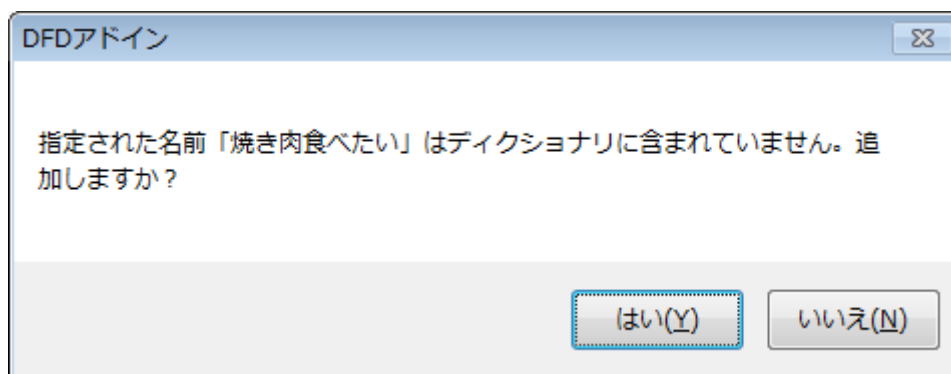 DFDアドイン
指定された名前「焼き肉食べたい」はディクショナリに含まれていません。追
加しますか？
はい(Y)
いいえ(N)